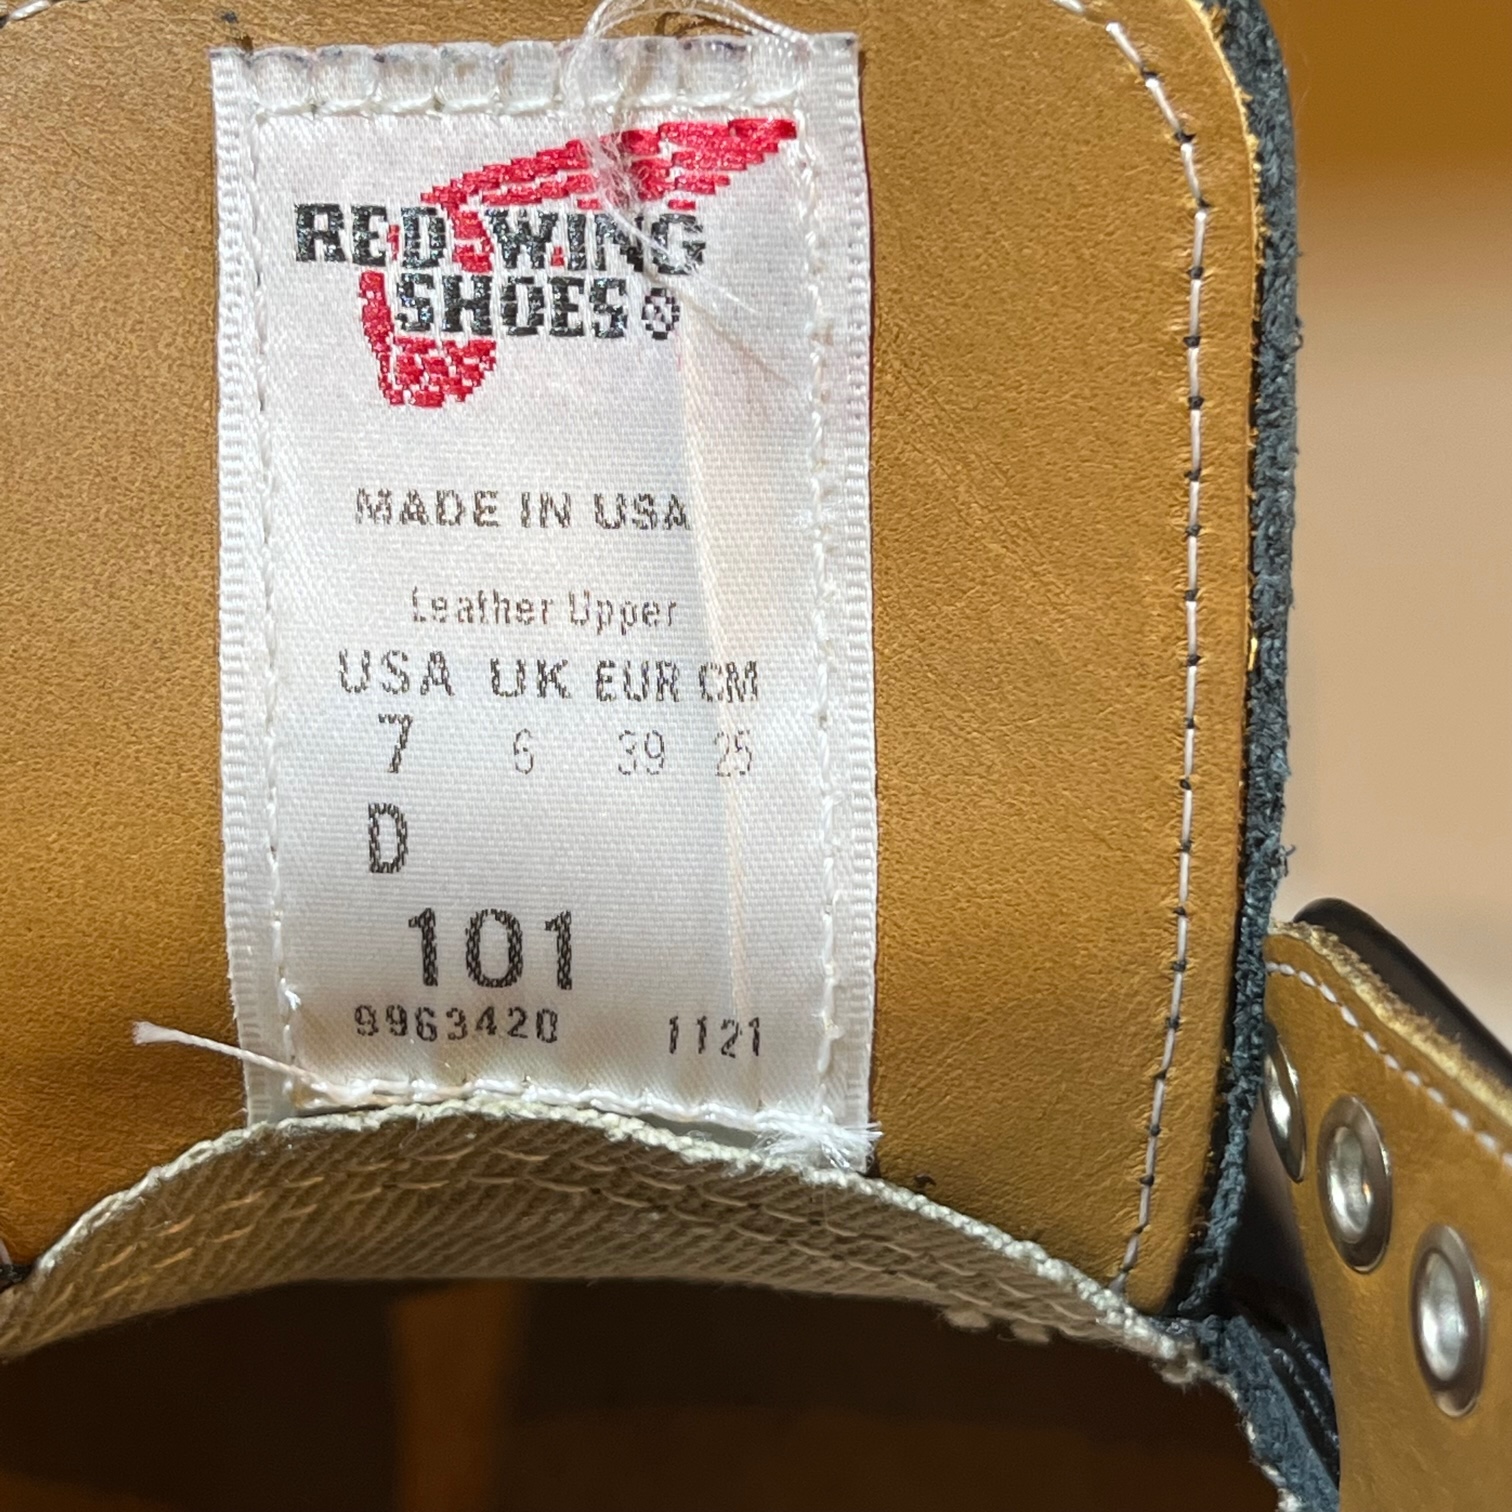 RED WING
SHOES®
MADE IN USA
Leather Upper
USA UK EUR CM
7 6 39 25
D
101
9963420 1121